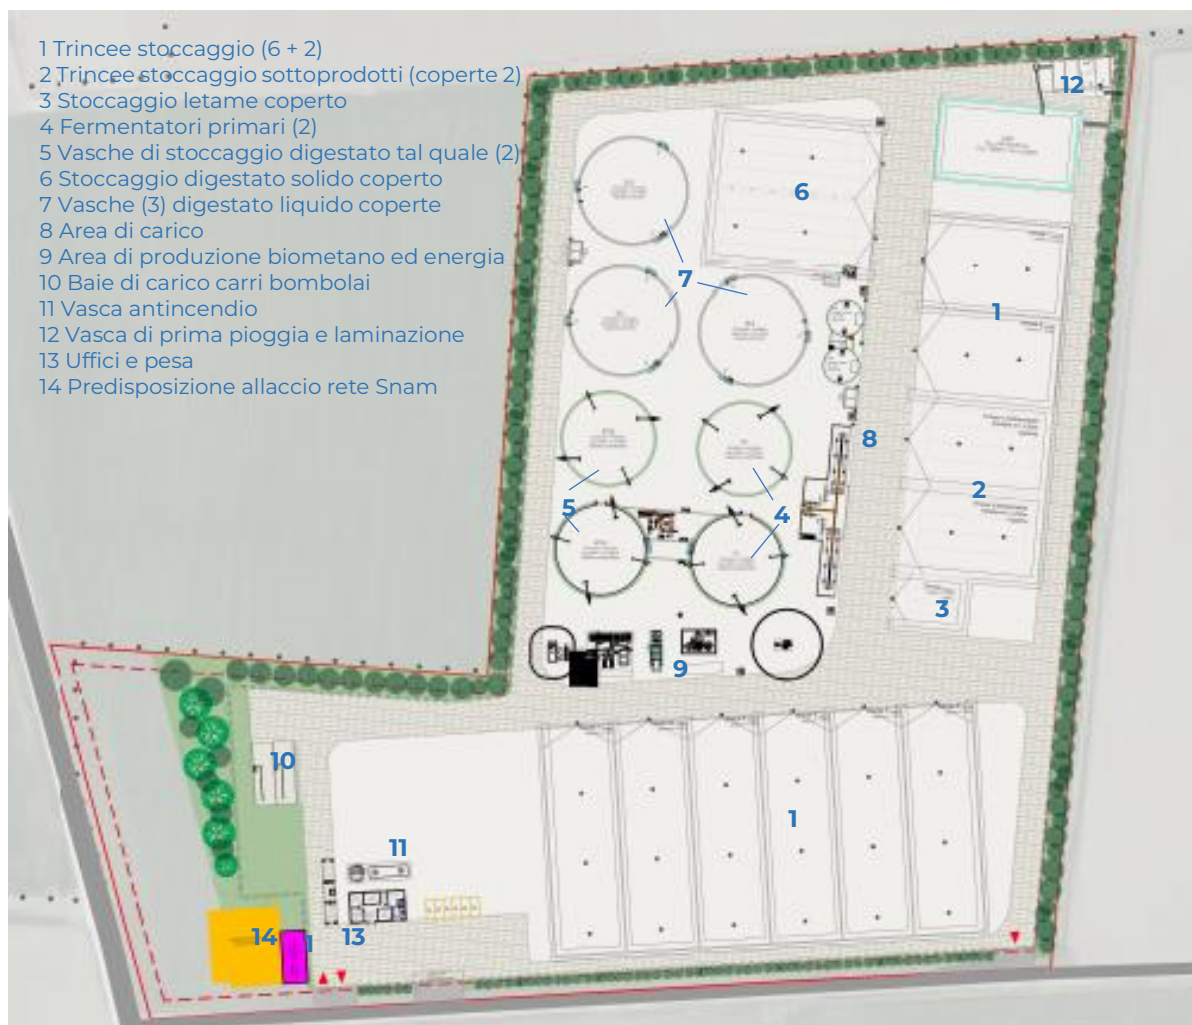 1 Trincee stoccaggio (6 + 2)
2 Trincee stoccaggio sottoprodotti (coperte 2)
3 Stoccaggio letame coperto
4 Fermentatori primari (2)
5 Vasche di stoccaggio digestato tal quale (2)
6 Stoccaggio digestato solido coperto
7 Vasche (3) digestato liquido coperte
8 Area di carico
9 Area di produzione biometano ed energia
10 Baie di carico carri bombolai
11 Vasca antincendio
12 Vasca di prima pioggia e laminazione
13 Uffici e pesa
14 Predisposizione allaccio rete Snam
12
6
7
1
8
2
5
4
3
9
10
1
11
14
1
13